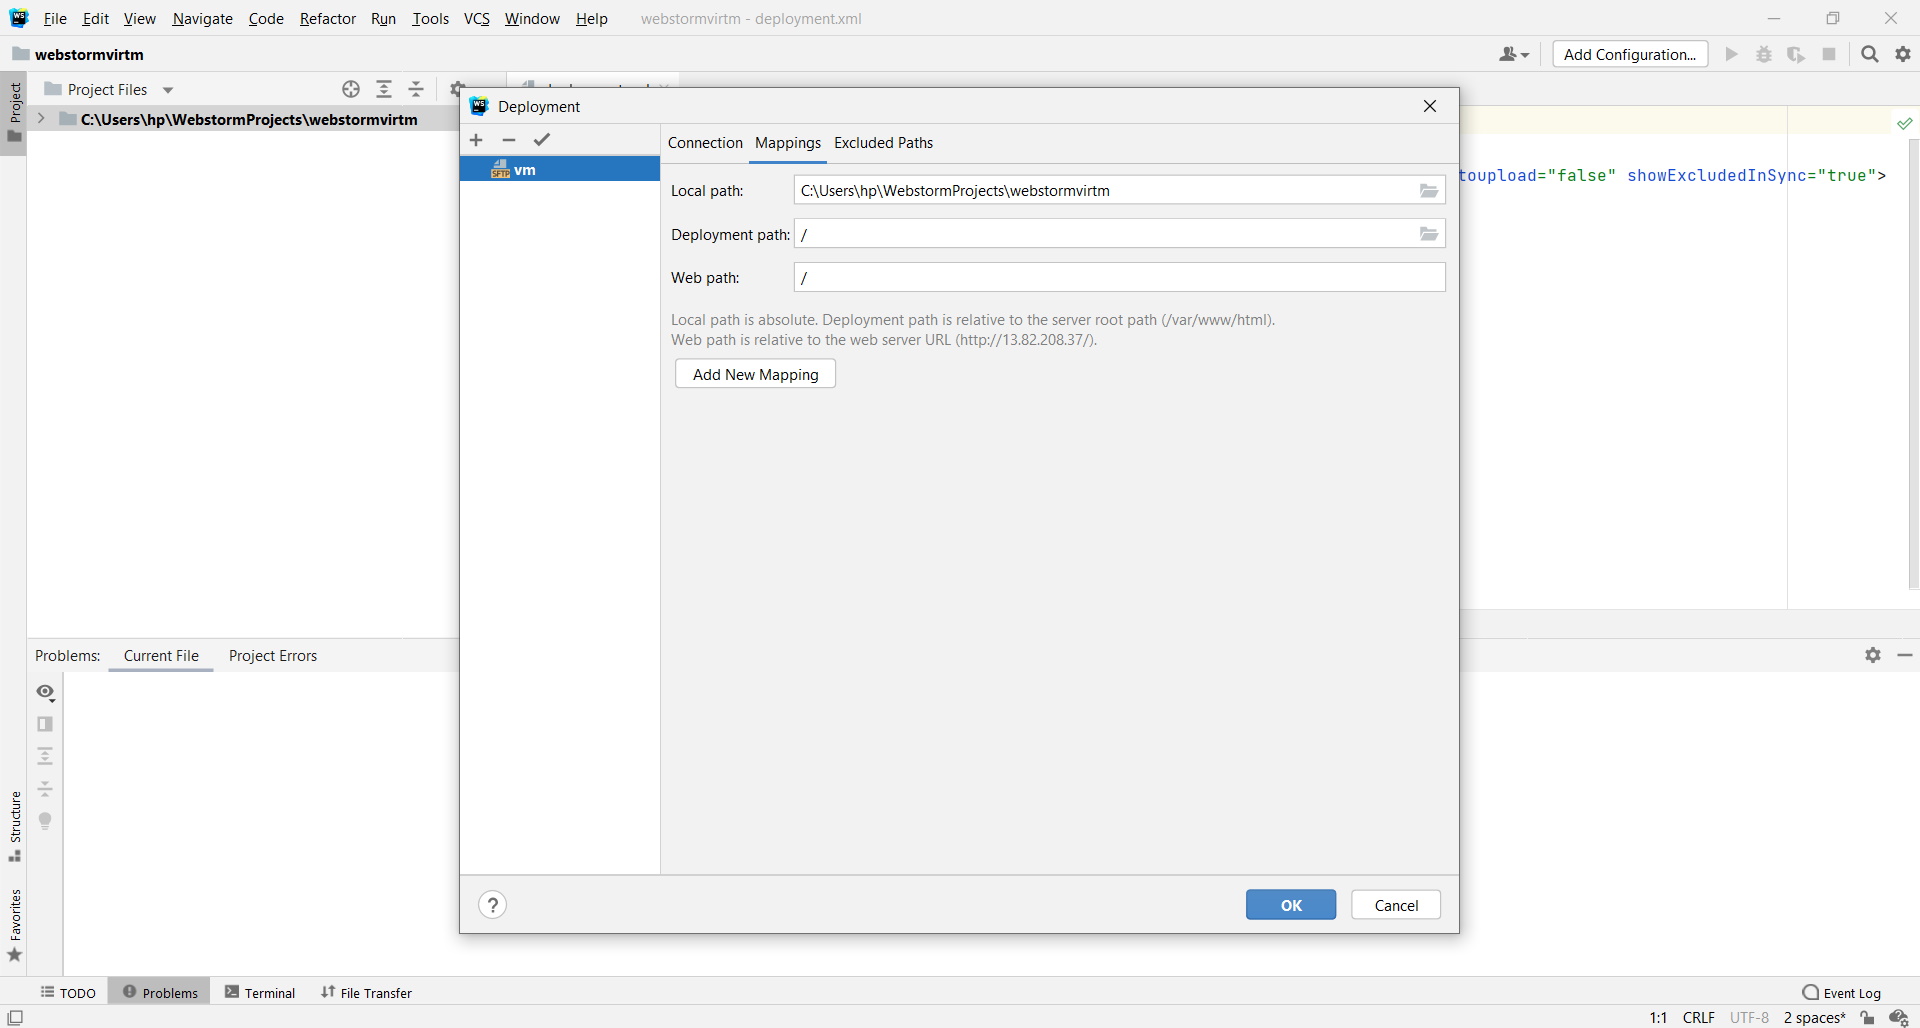 File Edit View Navigate Code Refactor Run Tools VCS Window Help webstormvirtm - deployment.xml
webstormvirtm
Add Configuration...
Project
Project Files
C:\Users\hp\WebstormProjects\webstormvirtm
Deployment
vm
Connection Mappings Excluded Paths
Local path: C:\Users\hp\WebstormProjects\webstormvirtm
Deployment path: /
Web path: /
Local path is absolute. Deployment path is relative to the server root path (/var/www/html).
Web path is relative to the web server URL (http://13.82.208.37/).
Add New Mapping
toupload="false" showExcludedInSync="true">
? OK Cancel
Problems: Current File Project Errors
Structure
Favorites
TODO Problems Terminal File Transfer Event Log
1:1 CRLF UTF-8 2 spaces*